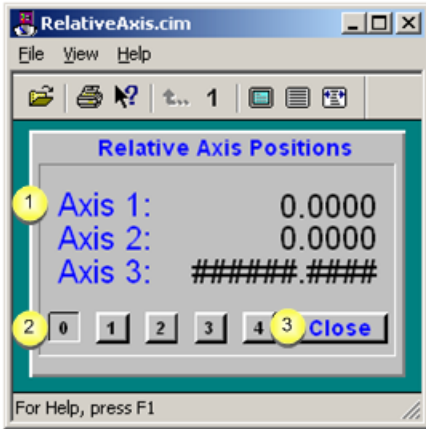 RelativeAxis.cim
File View Help
1
Relative Axis Positions
1 Axis 1: 0.0000
Axis 2: 0.0000
Axis 3: ######.####
2 0 1 2 3 4 3 Close
For Help, press F1